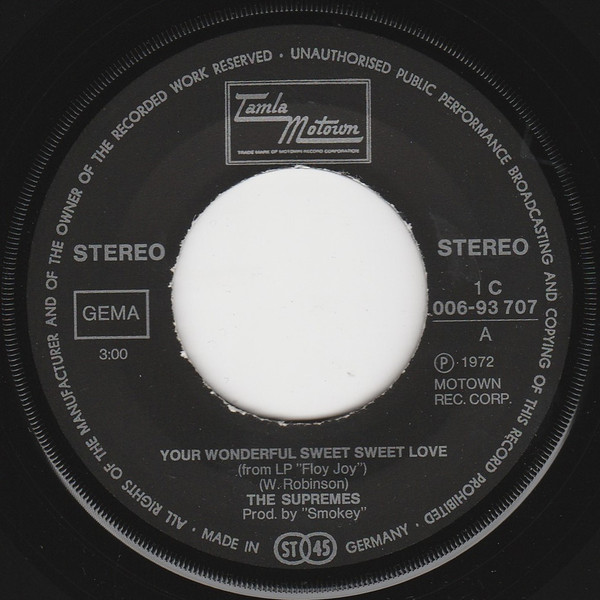 ALL RIGHTS OF THE MANUFACTURER AND OF THE OWNER OF THE RECORDED WORK RESERVED · UNAUTHORISED PUBLIC PERFORMANCE BROADCASTING AND COPYING OF THIS RECORD PROHIBITED ·
Tamla
Motown
TRADE MARK OF MOTOWN RECORD CORPORATION
STEREO
STEREO
GEMA
3:00
1 C
006-93 707
A
Ⓟ · 1972
MOTOWN
REC. CORP.
YOUR WONDERFUL SWEET SWEET LOVE
(from LP "Floy Joy")
(W. Robinson)
THE SUPREMES
Prod. by "Smokey"
MADE IN ST 45 GERMANY